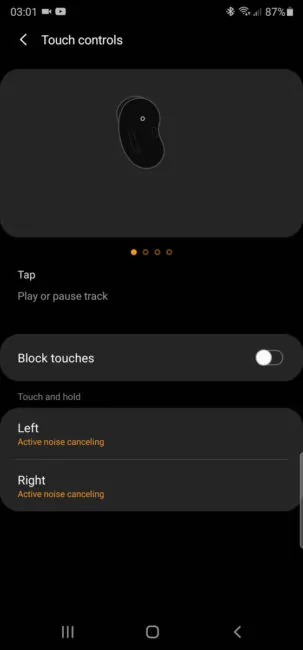 03:01
87%
Touch controls
Tap
Play or pause track
Block touches
Touch and hold
Left
Active noise canceling
Right
Active noise canceling